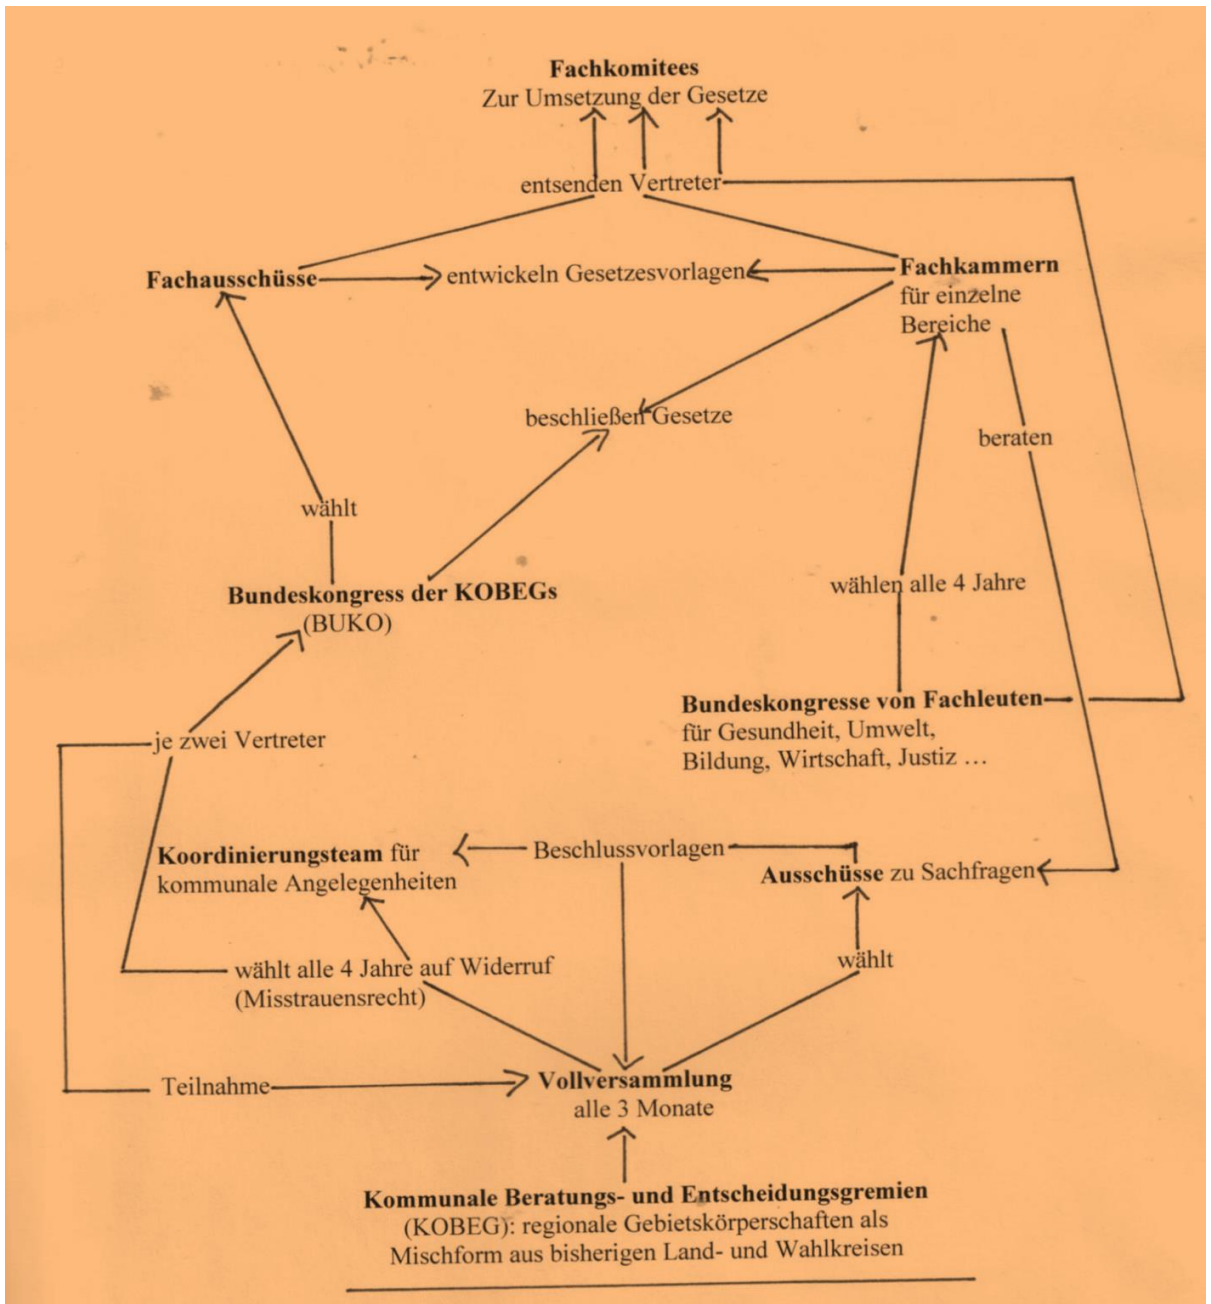 Fachkomitees
Zur Umsetzung der Gesetze
entsenden Vertreter
Fachausschüsse
entwickeln Gesetzesvorlagen
Fachkammern
für einzelne
Bereiche
beschließen Gesetze
beraten
wählt
Bundeskongress der KOBEGs
(BUKO)
wählen alle 4 Jahre
Bundeskongresse von Fachleuten
für Gesundheit, Umwelt,
Bildung, Wirtschaft, Justiz …
je zwei Vertreter
Koordinierungsteam für
kommunale Angelegenheiten
Beschlussvorlagen
Ausschüsse zu Sachfragen
wählt alle 4 Jahre auf Widerruf
(Misstrauensrecht)
wählt
Teilnahme
Vollversammlung
alle 3 Monate
Kommunale Beratungs- und Entscheidungsgremien
(KOBEG): regionale Gebietskörperschaften als
Mischform aus bisherigen Land- und Wahlkreisen